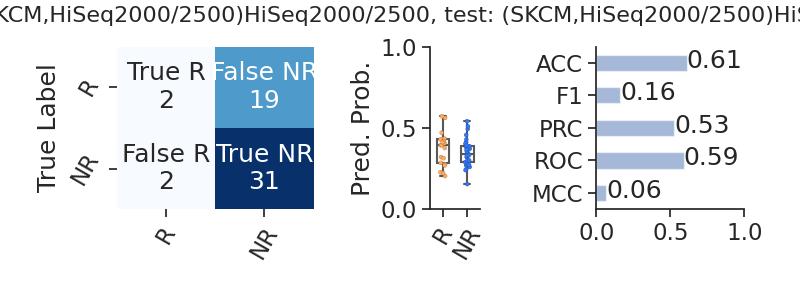 KCM,HiSeq2000/2500)HiSeq2000/2500, test: (SKCM,HiSeq2000/2500)HiS
True Label
R
NR
True R
2
False NR
19
False R
2
True NR
31
R
NR
Pred. Prob.
1.0
0.5
0.0
R
NR
ACC
F1
PRC
ROC
MCC
0.61
0.16
0.53
0.59
0.06
0.0
0.5
1.0